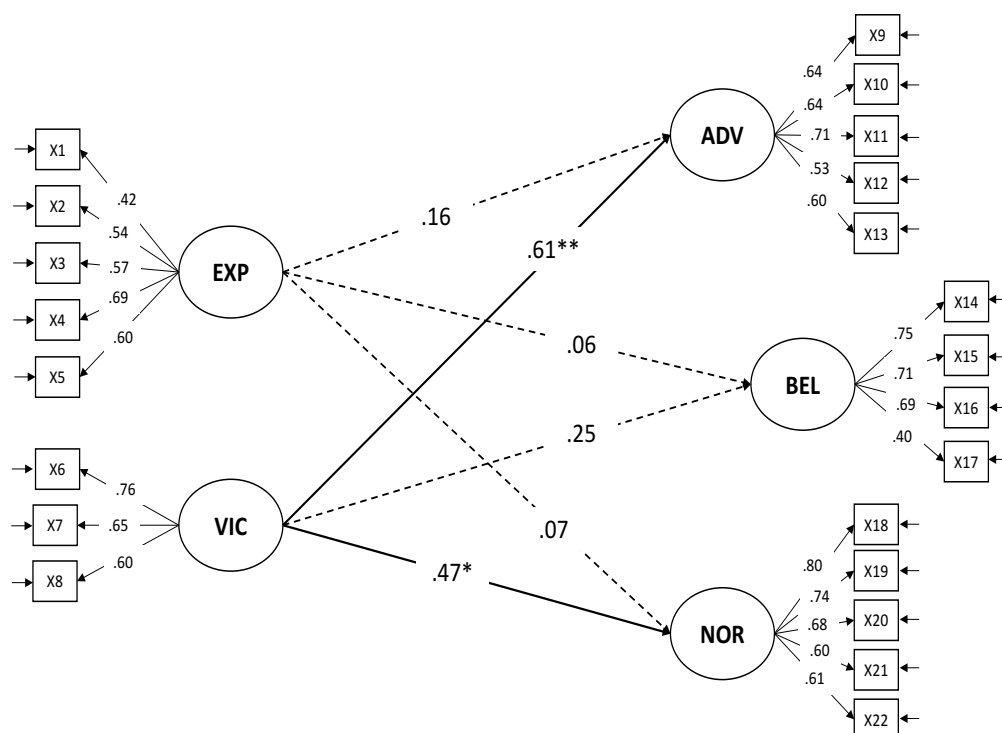 X1
X2
X3
X4
X5
.42
.54
.57
.69
.60
EXP
X6
X7
X8
.76
.65
.60
VIC
.16
.61**
.06
.25
.07
.47*
ADV
.64
.64
.71
.53
.60
X9
X10
X11
X12
X13
BEL
.75
.71
.69
.40
X14
X15
X16
X17
NOR
.80
.74
.68
.60
.61
X18
X19
X20
X21
X22